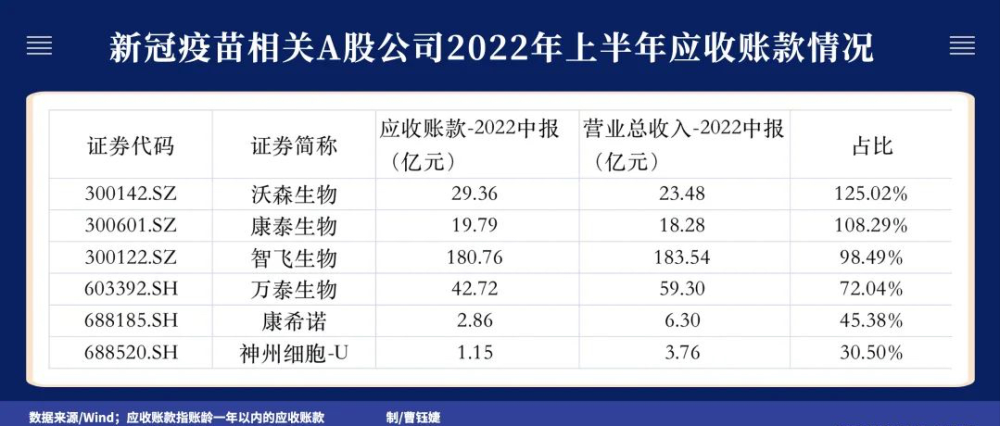 新冠疫苗相关A股公司2022年上半年应收账款情况
证券代码 证券简称 应收账款-2022中报（亿元） 营业总收入-2022中报（亿元） 占比
300142.SZ 沃森生物 29.36 23.48 125.02%
300601.SZ 康泰生物 19.79 18.28 108.29%
300122.SZ 智飞生物 180.76 183.54 98.49%
603392.SH 万泰生物 42.72 59.30 72.04%
688185.SH 康希诺 2.86 6.30 45.38%
688520.SH 神州细胞-U 1.15 3.76 30.50%
数据来源/Wind；应收账款指账龄一年以内的应收账款 制/曹钰婕